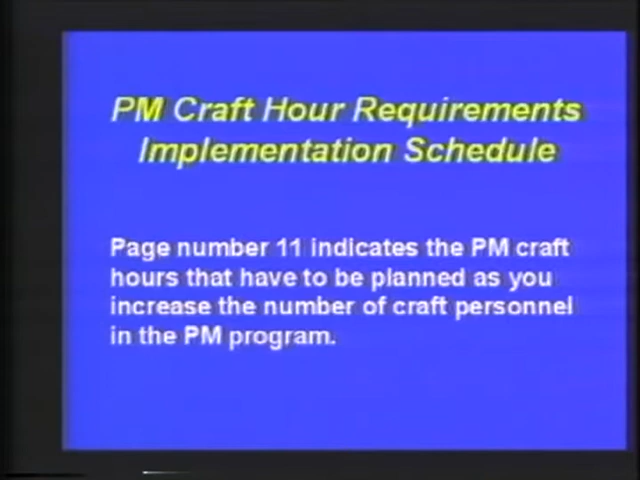 PM Craft Hour Requirements
Implementation Schedule
Page number 11 indicates the PM craft
hours that have to be planned as you
increase the number of craft personnel
in the PM program.